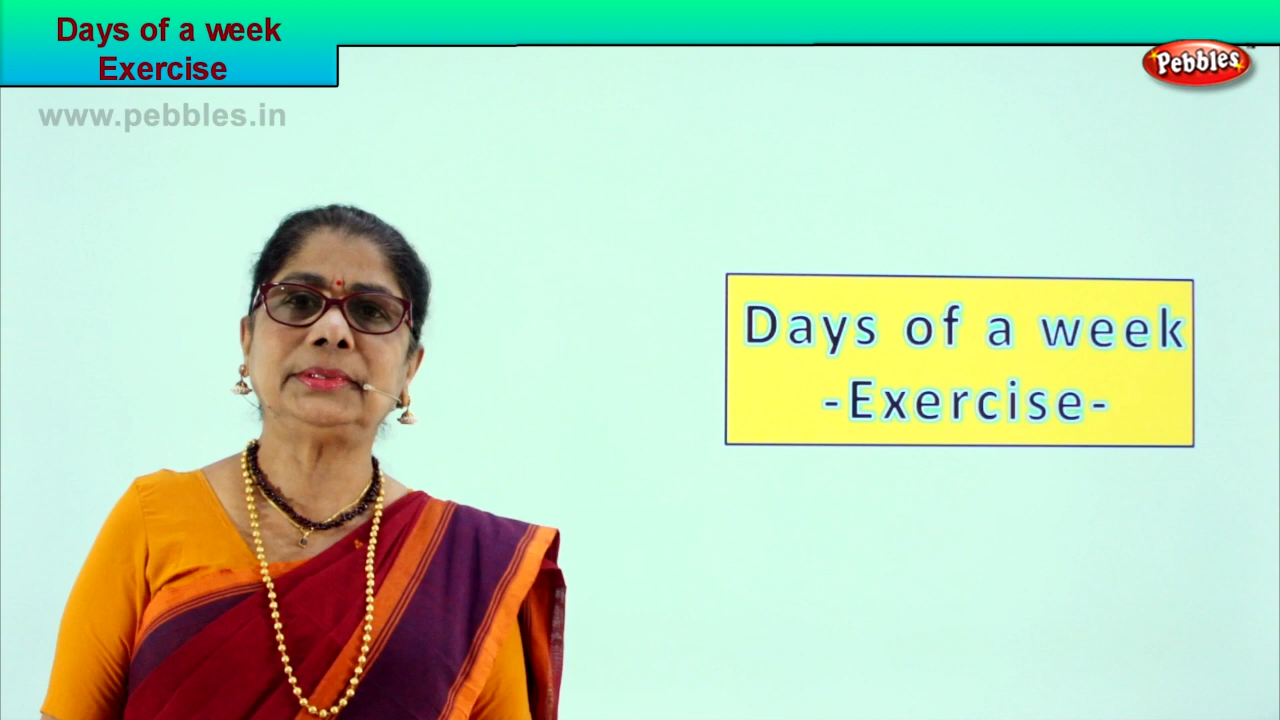 Days of a week
Exercise
www.pebbles.in
Pebbles
Days of a week
-Exercise-